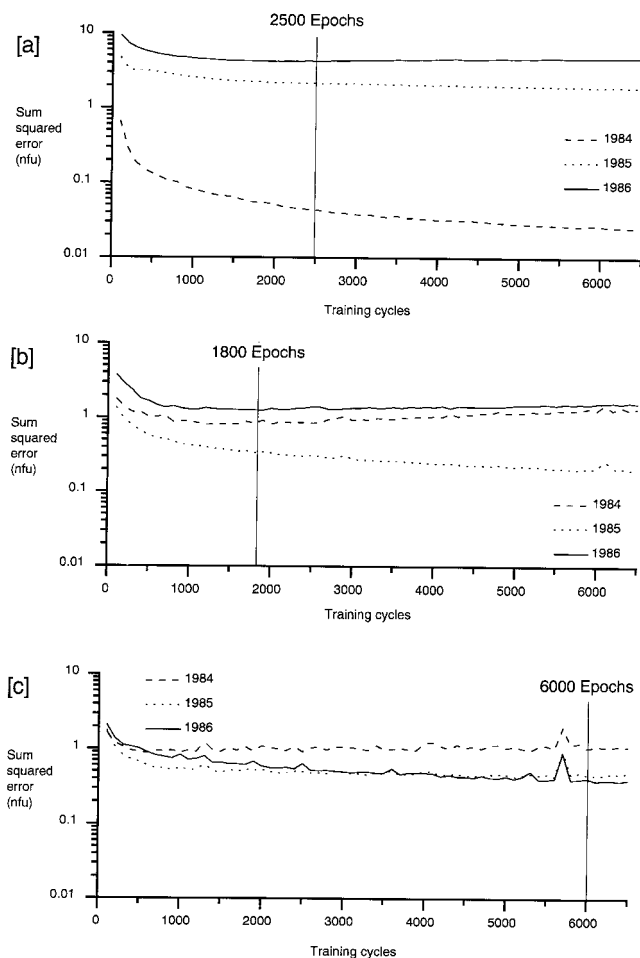 2500 Epochs
[a]
10
1
0.1
0.01
Sum
squared
error
(nfu)
1984
1985
1986
0
1000
2000
3000
4000
5000
6000
Training cycles
[b]
1800 Epochs
10
1
0.1
0.01
Sum
squared
error
(nfu)
1984
1985
1986
0
1000
2000
3000
4000
5000
6000
Training cycles
[c]
6000 Epochs
10
1
0.1
0.01
Sum
squared
error
(nfu)
1984
1985
1986
0
1000
2000
3000
4000
5000
6000
Training cycles